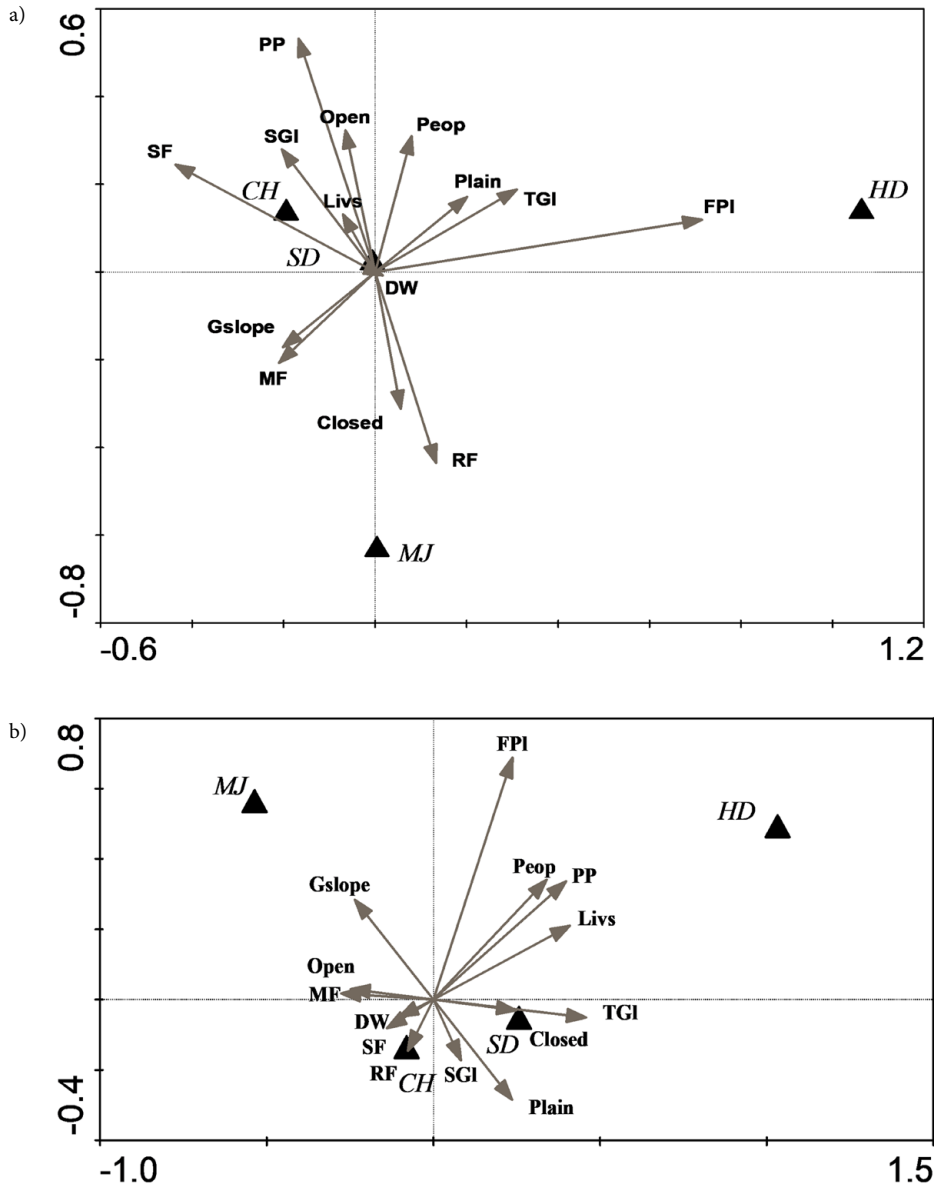 a)
0.6
PP
Open
Peop
SGl
SF
CH
Plain
TGl
Livs
FPl
HD
SD
DW
Gslope
MF
Closed
RF
MJ
-0.8
-0.6
1.2
b)
0.8
FPl
MJ
HD
Peop
PP
Gslope
Livs
Open
MF
TGl
DW
SD
Closed
SF
RF
CH
SGl
Plain
-0.4
-1.0
1.5